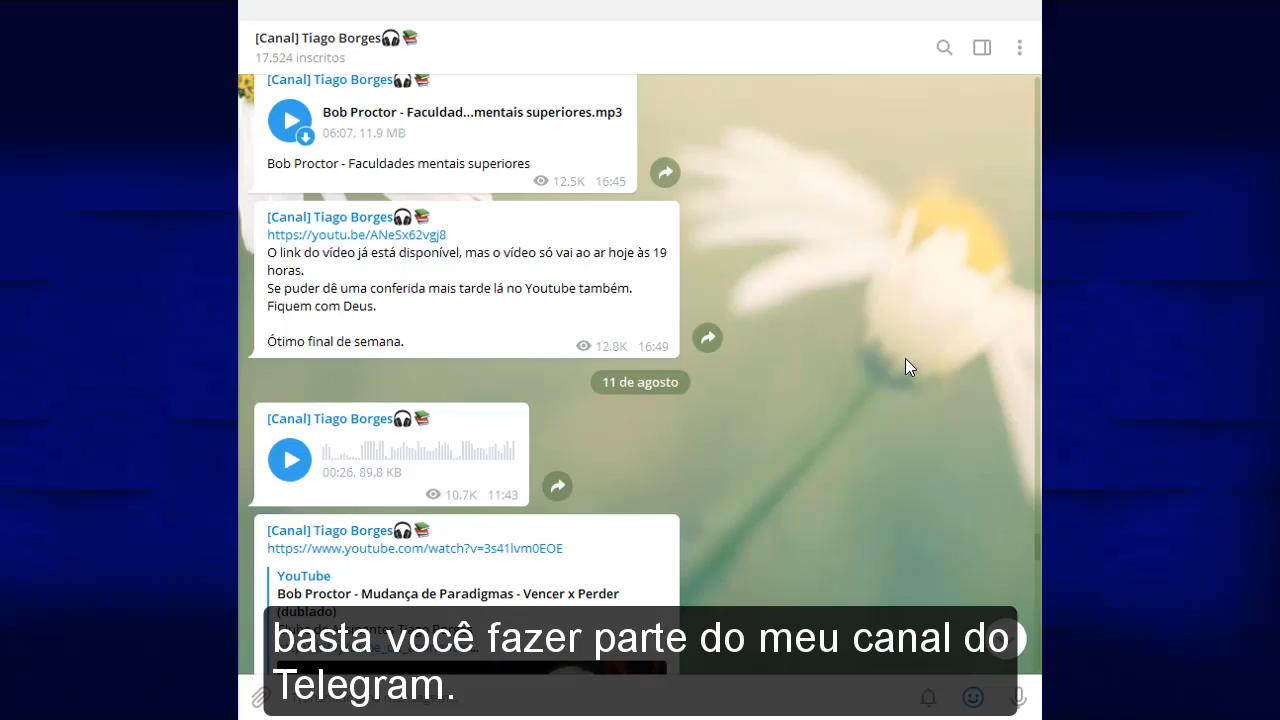 [Canal] Tiago Borges🎧📚
17.524 inscritos
[Canal] Tiago Borges🎧📚
Bob Proctor - Faculdad...mentais superiores.mp3
06:07, 11.9 MB
Bob Proctor - Faculdades mentais superiores
12.5K 16:45
[Canal] Tiago Borges🎧📚
https://youtu.be/ANeSx62vgj8
O link do vídeo já está disponível, mas o vídeo só vai ao ar hoje às 19
horas.
Se puder dê uma conferida mais tarde lá no Youtube também.
Fiquem com Deus.
Ótimo final de semana.
12.8K 16:49
11 de agosto
[Canal] Tiago Borges🎧📚
00:26, 89.8 KB
10.7K 11:43
[Canal] Tiago Borges🎧📚
https://www.youtube.com/watch?v=3s41lvm0EOE
YouTube
Bob Proctor - Mudança de Paradigmas - Vencer x Perder
(dublado)
basta você fazer parte do meu canal do
Telegram.